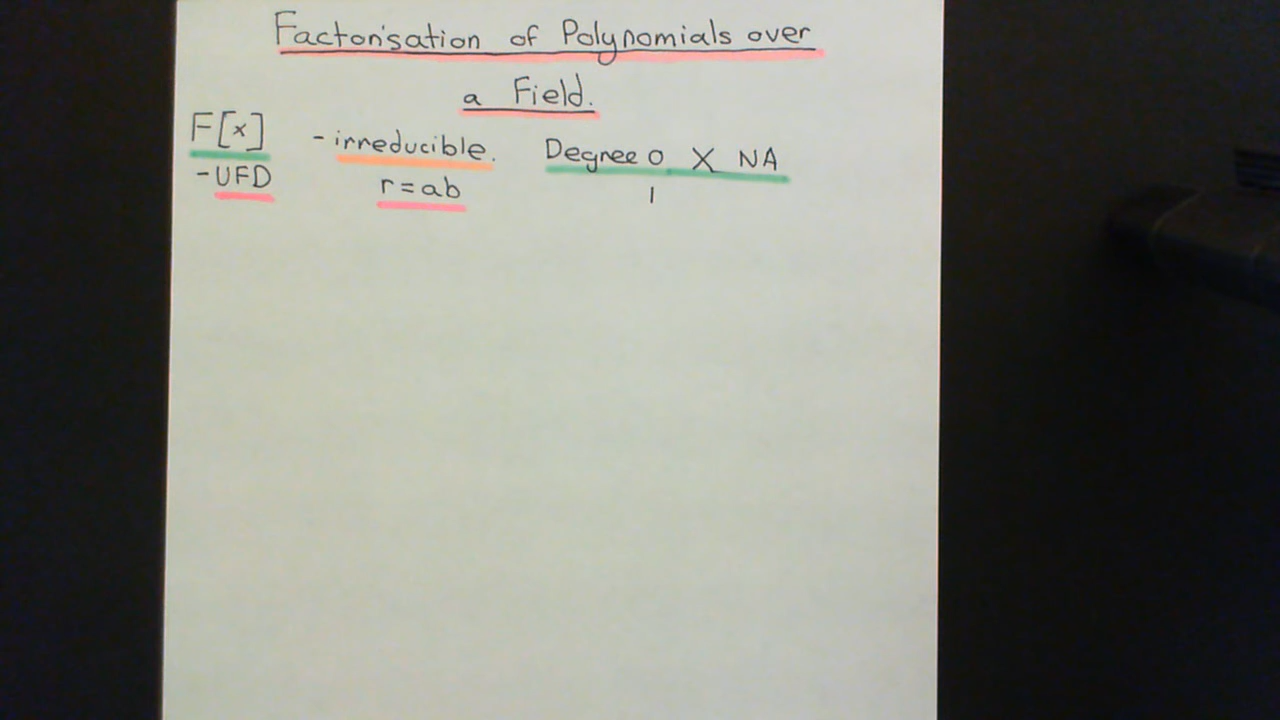 Factorisation of Polynomials over
a Field.
F[x]
- UFD
- irreducible.
r = ab
Degree 0 X NA
1